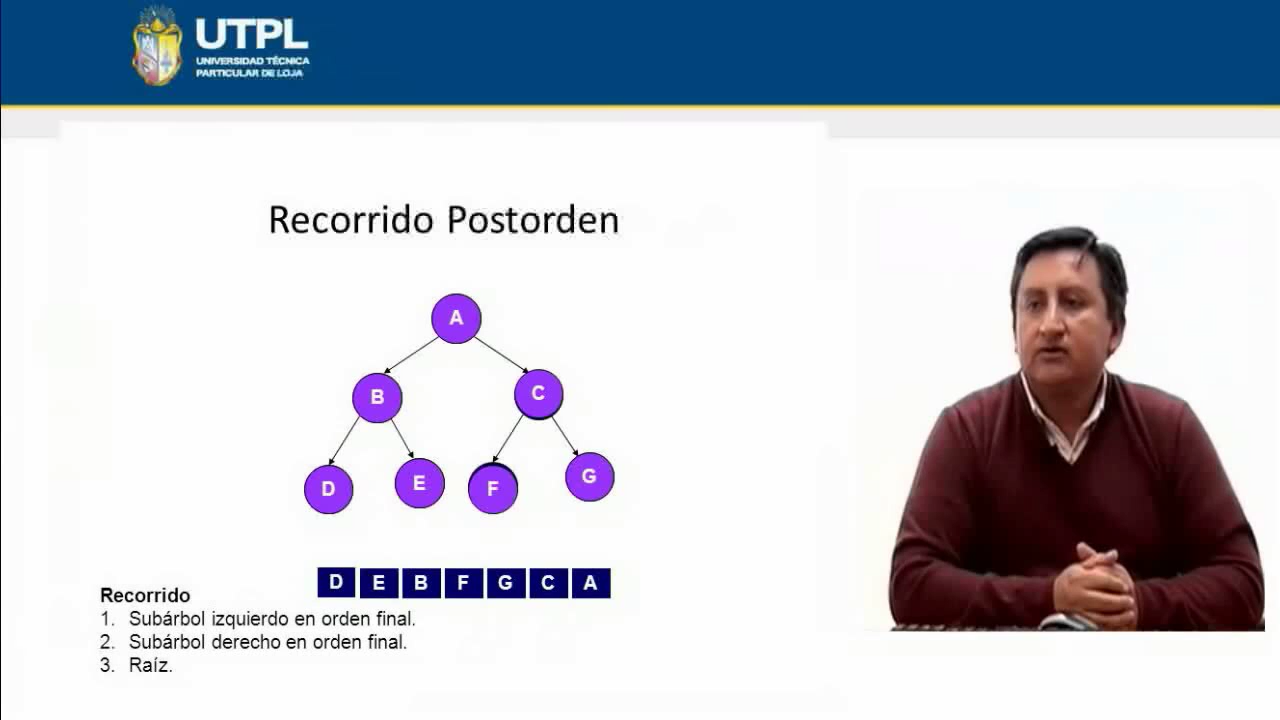 UTPL
UNIVERSIDAD TÉCNICA
PARTICULAR DE LOJA
Recorrido Postorden
A
B
C
D
E
F
G
D E B F G C A
Recorrido
1. Subárbol izquierdo en orden final.
2. Subárbol derecho en orden final.
3. Raíz.